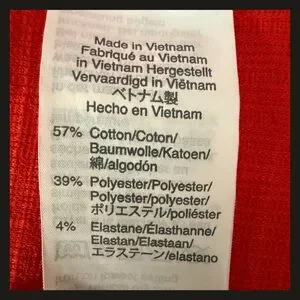 Made in Vietnam
Fabriqué au Vietnam
in Vietnam Hergestellt
Vervaardigd in Viëtnam
ベトナム製
Hecho en Vietnam
57% Cotton/Coton/
Baumwolle/Katoen/
綿/algodón
39% Polyester/Polyester/
Polyester/Polyester/
ポリエステル/poliéster
4% Elastane/Élasthanne/
Elastan/Elastaan/
エラステーン/elastano